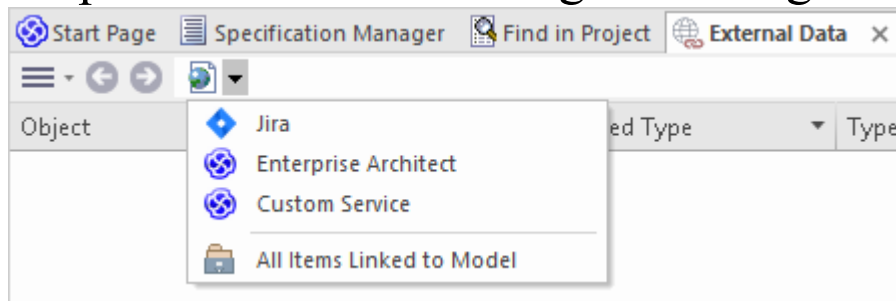 Start Page Specification Manager Find in Project External Data
Object ed Type Type
Jira
Enterprise Architect
Custom Service
All Items Linked to Model